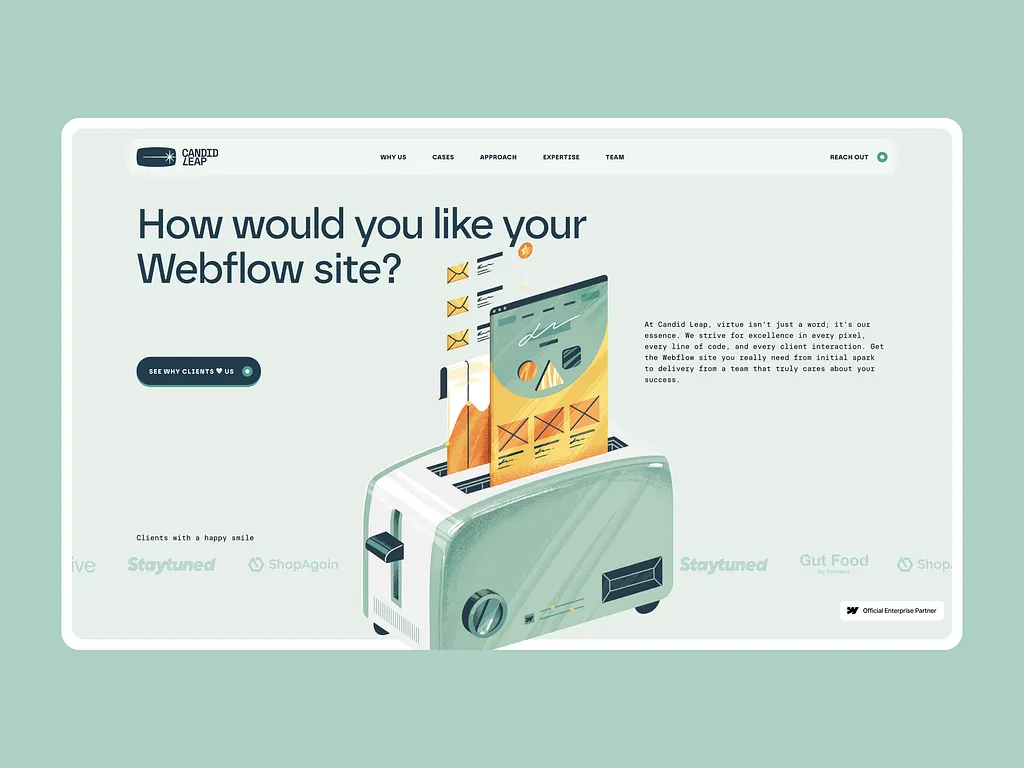 CANDID
LEAP
WHY US
CASES
APPROACH
EXPERTISE
TEAM
REACH OUT
How would you like your
Webflow site?
At Candid Leap, virtue isn't just a word; it's our
essence. We strive for excellence in every pixel,
every line of code, and every client interaction. Get
the Webflow site you really need from initial spark
to delivery from a team that truly cares about your
success.
SEE WHY CLIENTS ♥ US
Clients with a happy smile
ive
Staytuned
ShopAgain
Staytuned
Gut Food
Shop
Official Enterprise Partner